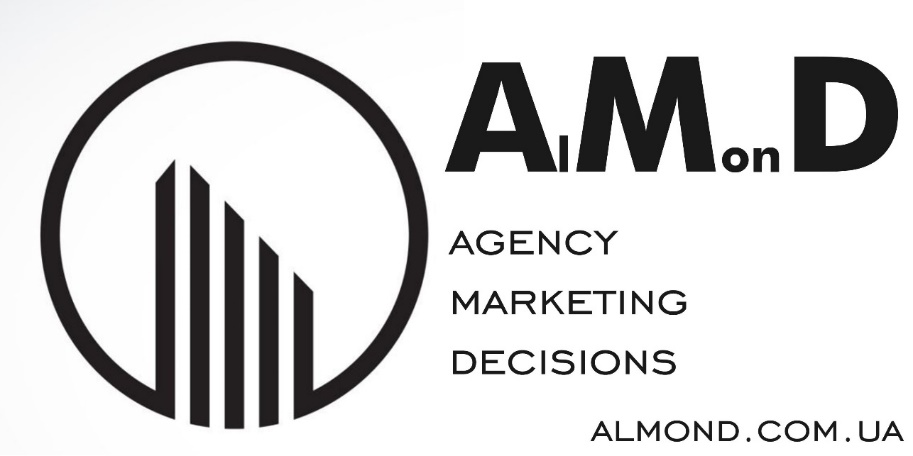 AlMonD
AGENCY
MARKETING
DECISIONS
ALMOND.COM.UA